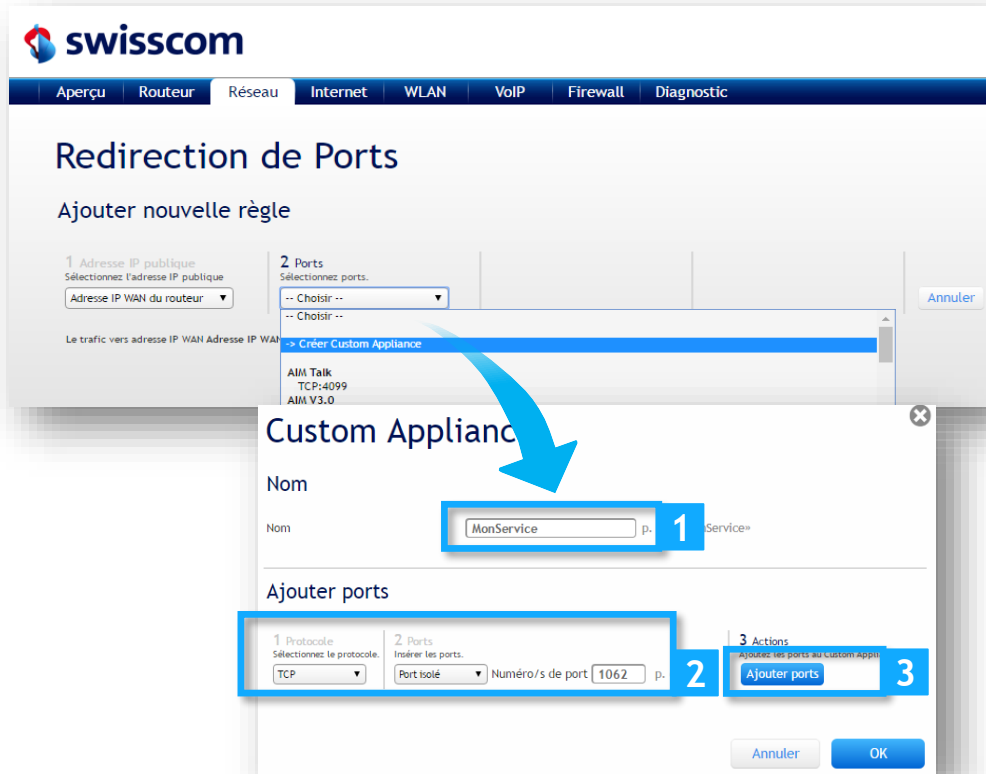 swisscom
Aperçu Routeur Réseau Internet WLAN VoIP Firewall Diagnostic
Redirection de Ports
Ajouter nouvelle règle
1 Adresse IP publique
Sélectionnez l'adresse IP publique
Adresse IP WAN du routeur
2 Ports
Sélectionnez ports.
-- Choisir --
Annuler
Le trafic vers adresse IP WAN Adresse IP WAN
-- Choisir --
-> Créer Custom Appliance
AIM Talk
TCP:4099
AIM V3.0
Custom Applianc
Nom
Nom MonService p. 1 Service»
Ajouter ports
1 Protocole
Sélectionnez le protocole.
TCP
2 Ports
Insérer les ports.
Port isolé Numéro/s de port 1062 p. 2
3 Actions
Ajoutez les ports au Custom Appli
Ajouter ports 3
Annuler OK